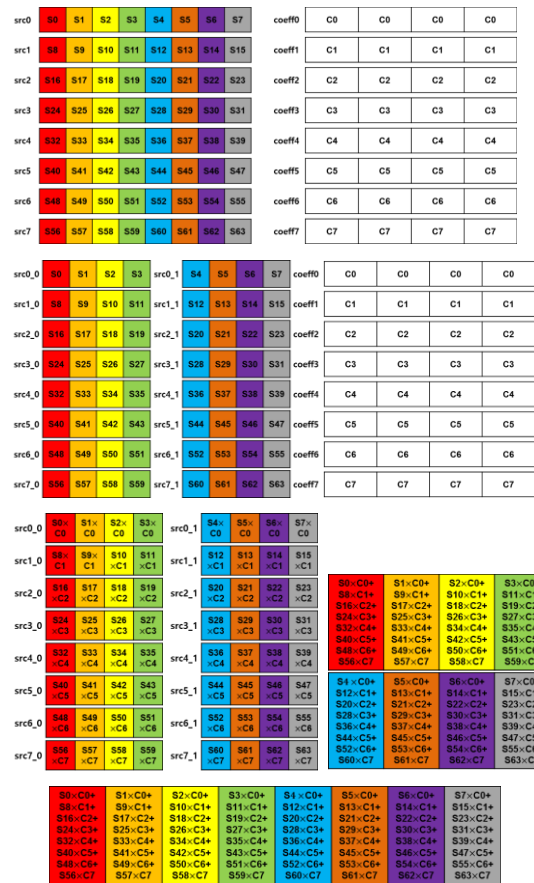 src0 S0 S1 S2 S3 S4 S5 S6 S7 coeff0 C0 C0 C0 C0
src1 S8 S9 S10 S11 S12 S13 S14 S15 coeff1 C1 C1 C1 C1
src2 S16 S17 S18 S19 S20 S21 S22 S23 coeff2 C2 C2 C2 C2
src3 S24 S25 S26 S27 S28 S29 S30 S31 coeff3 C3 C3 C3 C3
src4 S32 S33 S34 S35 S36 S37 S38 S39 coeff4 C4 C4 C4 C4
src5 S40 S41 S42 S43 S44 S45 S46 S47 coeff5 C5 C5 C5 C5
src6 S48 S49 S50 S51 S52 S53 S54 S55 coeff6 C6 C6 C6 C6
src7 S56 S57 S58 S59 S60 S61 S62 S63 coeff7 C7 C7 C7 C7
src0_0 S0 S1 S2 S3 src0_1 S4 S5 S6 S7 coeff0 C0 C0 C0 C0
src1_0 S8 S9 S10 S11 src1_1 S12 S13 S14 S15 coeff1 C1 C1 C1 C1
src2_0 S16 S17 S18 S19 src2_1 S20 S21 S22 S23 coeff2 C2 C2 C2 C2
src3_0 S24 S25 S26 S27 src3_1 S28 S29 S30 S31 coeff3 C3 C3 C3 C3
src4_0 S32 S33 S34 S35 src4_1 S36 S37 S38 S39 coeff4 C4 C4 C4 C4
src5_0 S40 S41 S42 S43 src5_1 S44 S45 S46 S47 coeff5 C5 C5 C5 C5
src6_0 S48 S49 S50 S51 src6_1 S52 S53 S54 S55 coeff6 C6 C6 C6 C6
src7_0 S56 S57 S58 S59 src7_1 S60 S61 S62 S63 coeff7 C7 C7 C7 C7
src0_0 S0× S1× S2× S3× src0_1 S4× S5× S6× S7×
C0 C0 C0 C0 C0 C0 C0 C0
src1_0 S8× S9× S10 S11 src1_1 S12 S13 S14 S15
C1 C1 ×C1 ×C1 ×C1 ×C1 ×C1 ×C1
src2_0 S16 S17 S18 S19 src2_1 S20 S21 S22 S23
×C2 ×C2 ×C2 ×C2 ×C2 ×C2 ×C2 ×C2
src3_0 S24 S25 S26 S27 src3_1 S28 S29 S30 S31
×C3 ×C3 ×C3 ×C3 ×C3 ×C3 ×C3 ×C3
src4_0 S32 S33 S34 S35 src4_1 S36 S37 S38 S39
×C4 ×C4 ×C4 ×C4 ×C4 ×C4 ×C4 ×C4
src5_0 S40 S41 S42 S43 src5_1 S44 S45 S46 S47
×C5 ×C5 ×C5 ×C5 ×C5 ×C5 ×C5 ×C5
src6_0 S48 S49 S50 S51 src6_1 S52 S53 S54 S55
×C6 ×C6 ×C6 ×C6 ×C6 ×C6 ×C6 ×C6
src7_0 S56 S57 S58 S59 src7_1 S60 S61 S62 S63
×C7 ×C7 ×C7 ×C7 ×C7 ×C7 ×C7 ×C7
S0×C0+ S1×C0+ S2×C0+ S3×C0
S8×C1+ S9×C1+ S10×C1+ S11×C1
S16×C2+ S17×C2+ S18×C2+ S19×C2
S24×C3+ S25×C3+ S26×C3+ S27×C3
S32×C4+ S33×C4+ S34×C4+ S35×C4
S40×C5+ S41×C5+ S42×C5+ S43×C5
S48×C6+ S49×C6+ S50×C6+ S51×C6
S56×C7 S57×C7 S58×C7 S59×C
S4×C0+ S5×C0+ S6×C0+ S7×C0
S12×C1+ S13×C1+ S14×C1+ S15×C1
S20×C2+ S21×C2+ S22×C2+ S23×C2
S28×C3+ S29×C3+ S30×C3+ S31×C3
S36×C4+ S37×C4+ S38×C4+ S39×C4
S44×C5+ S45×C5+ S46×C5+ S47×C5
S52×C6+ S53×C6+ S54×C6+ S55×C6
S60×C7 S61×C7 S62×C7 S63×C
S0×C0+ S1×C0+ S2×C0+ S3×C0+ S4×C0+ S5×C0+ S6×C0+ S7×C0+
S8×C1+ S9×C1+ S10×C1+ S11×C1+ S12×C1+ S13×C1+ S14×C1+ S15×C1+
S16×C2+ S17×C2+ S18×C2+ S19×C2+ S20×C2+ S21×C2+ S22×C2+ S23×C2+
S24×C3+ S25×C3+ S26×C3+ S27×C3+ S28×C3+ S29×C3+ S30×C3+ S31×C3+
S32×C4+ S33×C4+ S34×C4+ S35×C4+ S36×C4+ S37×C4+ S38×C4+ S39×C4+
S40×C5+ S41×C5+ S42×C5+ S43×C5+ S44×C5+ S45×C5+ S46×C5+ S47×C5+
S48×C6+ S49×C6+ S50×C6+ S51×C6+ S52×C6+ S53×C6+ S54×C6+ S55×C6+
S56×C7 S57×C7 S58×C7 S59×C7 S60×C7 S61×C7 S62×C7 S63×C7